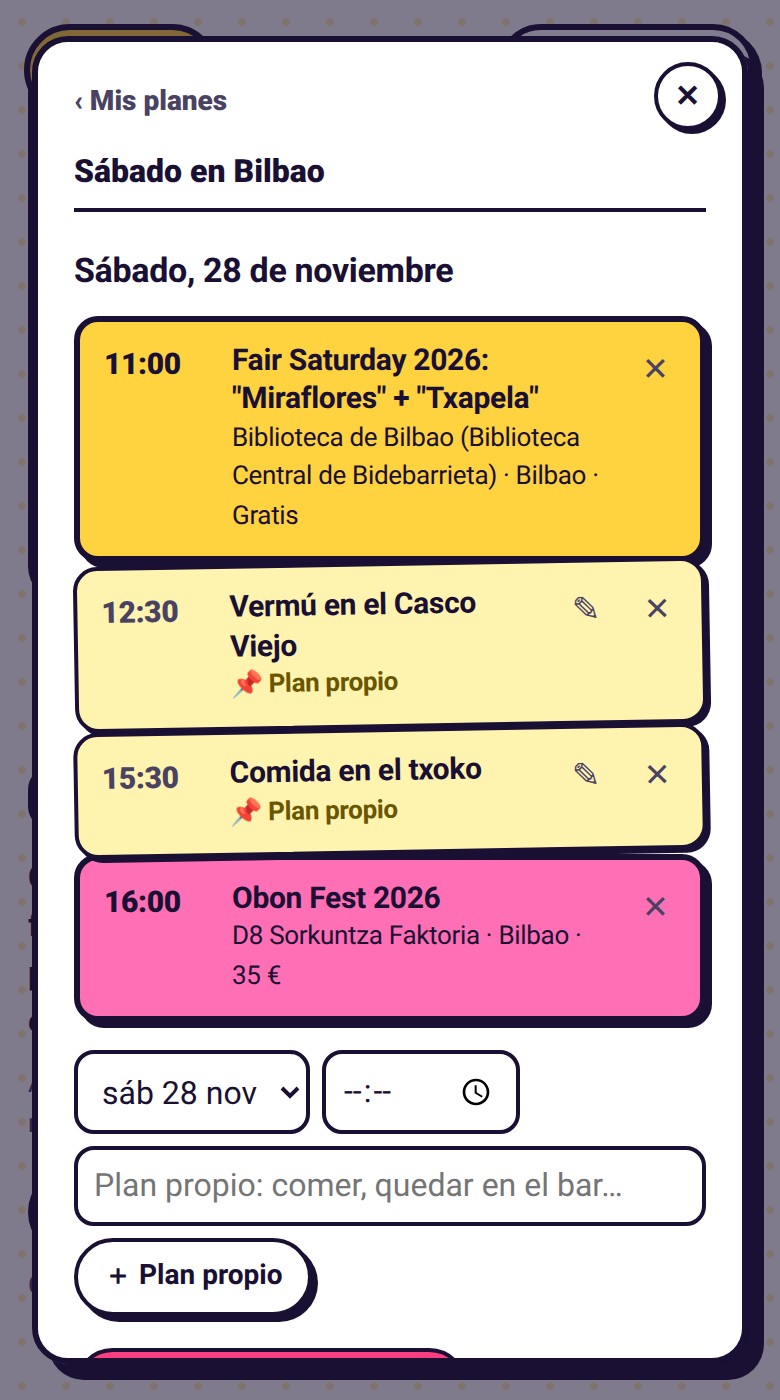 ‹ Mis planes
✕
Sábado en Bilbao
Sábado, 28 de noviembre
11:00
Fair Saturday 2026:
"Miraflores" + "Txapela"
Biblioteca de Bilbao (Biblioteca
Central de Bidebarrieta) · Bilbao ·
Gratis
✕
12:30
Vermú en el Casco
Viejo
📌 Plan propio
✎ ✕
15:30
Comida en el txoko
📌 Plan propio
✎ ✕
16:00
Obon Fest 2026
D8 Sorkuntza Faktoria · Bilbao ·
35 €
✕
sáb 28 nov
--:--
Plan propio: comer, quedar en el bar…
+ Plan propio